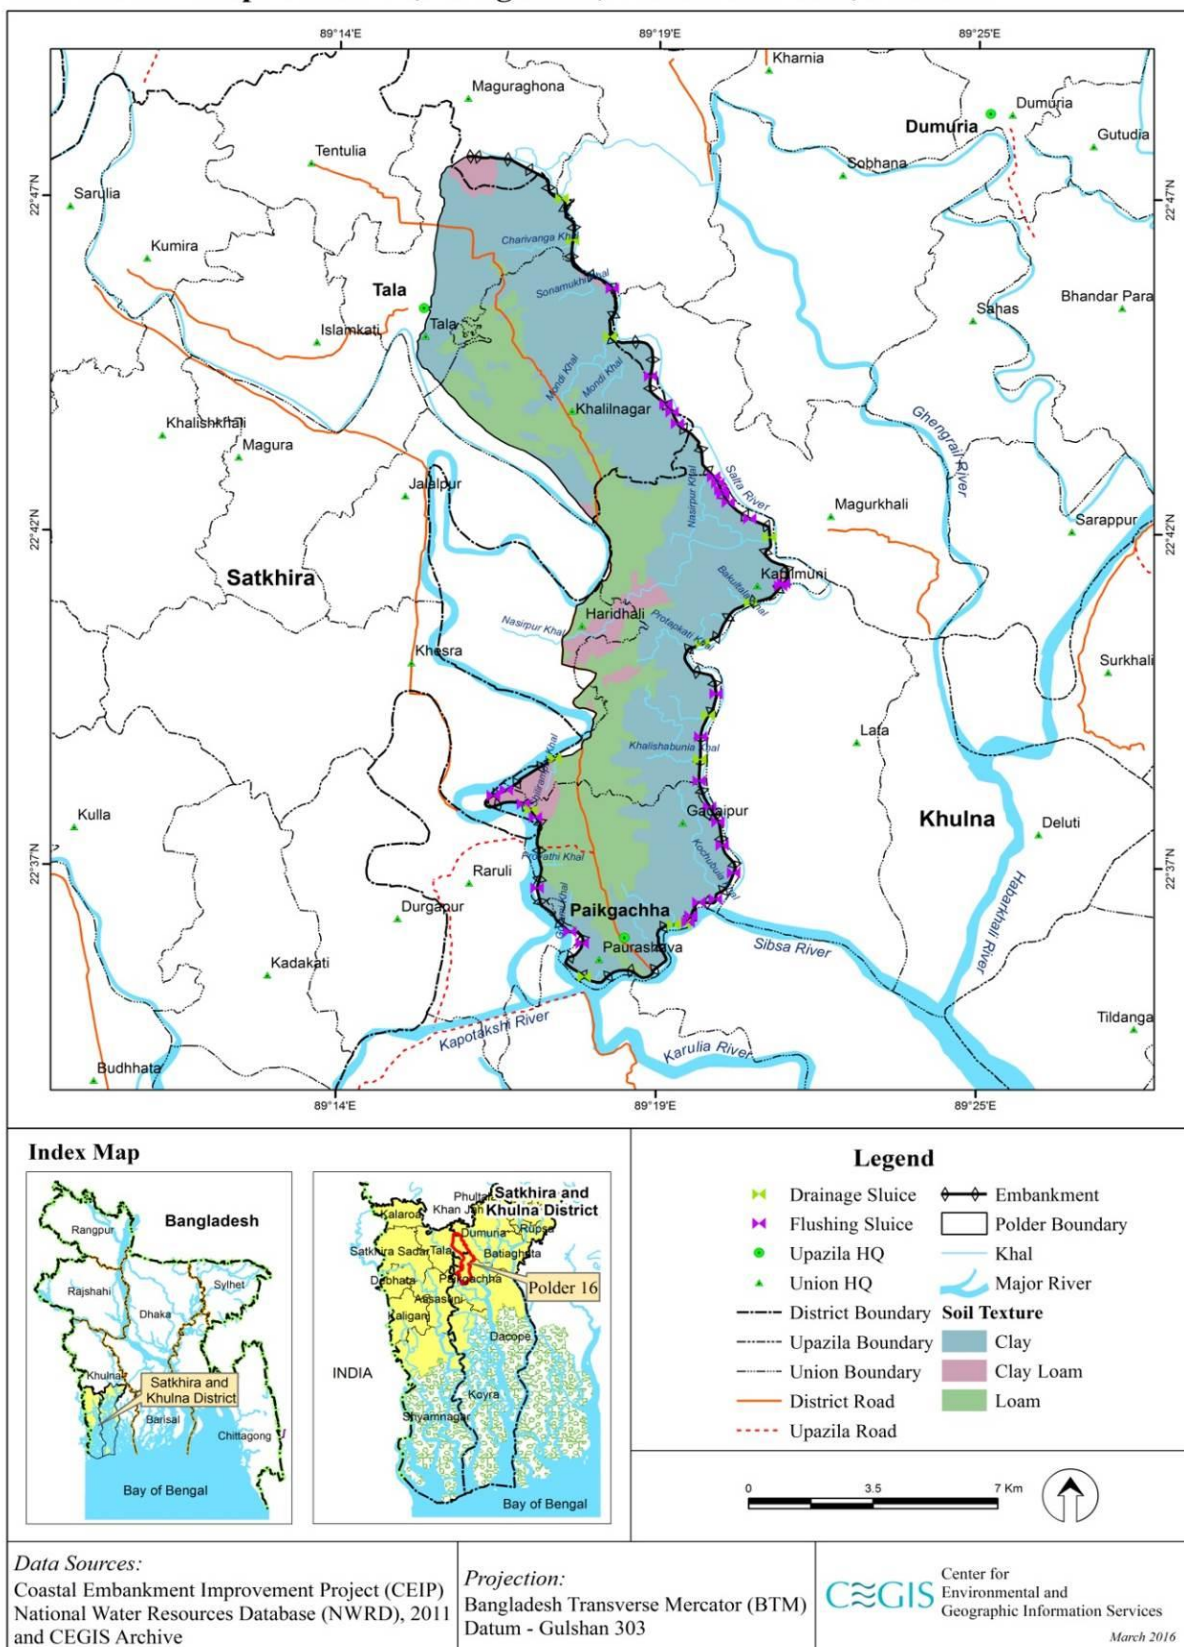 89°14'E
89°19'E
89°25'E
Kharnia
Maguraghona
Dumuria
Dumuria
Gutudia
Tentulia
Sobhana
22°47'N
22°47'N
Sarulia
Charivanga Khal
Kumira
Sonamukhi Khal
Tala
Bhandar Para
Sahas
Islamkati
Tala
Mondi Khal
Mondi Khal
Khalilnagar
Ghengrail River
Khalishkhali
Magura
Salta River
Jalalpur
Nasirpur Khal
Magurkhali
Sarappur
22°42'N
22°42'N
Satkhira
Kapilmuni
Bakultala Khal
Haridhali
Nasirpur Khal
Protapkati Khal
Khesra
Surkhali
Lata
Khalishabunia Khal
Kulla
Gadaipur
Khulna
Deluti
Kochubuia Khal
22°37'N
22°37'N
Raruli
Habarkhali River
Durgapur
Paikgachha
Paurashava
Sibsa River
Kadakati
Tildanga
Kapotakshi River
Karulia River
Budhhata
89°14'E
89°19'E
89°25'E
Index Map
Bangladesh
Rangpur
Rajshahi
Sylhet
Dhaka
Khulna
Satkhira and
Khulna District
Barisal
Chittagong
Bay of Bengal
Satkhira and
Khulna District
Kalaroa
Dumuria
Rupsa
Satkhira Sadar
Tala
Batiaghata
Debhata
Paikgachha
Polder 16
Assasuni
Kaliganj
Dacope
INDIA
Koyra
Shyamnagar
Bay of Bengal
Legend
Drainage Sluice
Flushing Sluice
Upazila HQ
Union HQ
District Boundary
Upazila Boundary
Union Boundary
District Road
Upazila Road
Embankment
Polder Boundary
Khal
Major River
Soil Texture
Clay
Clay Loam
Loam
0 3.5 7 Km
Data Sources:
Coastal Embankment Improvement Project (CEIP)
National Water Resources Database (NWRD), 2011
and CEGIS Archive
Projection:
Bangladesh Transverse Mercator (BTM)
Datum - Gulshan 303
CEGIS
Center for
Environmental and
Geographic Information Services
March 2016